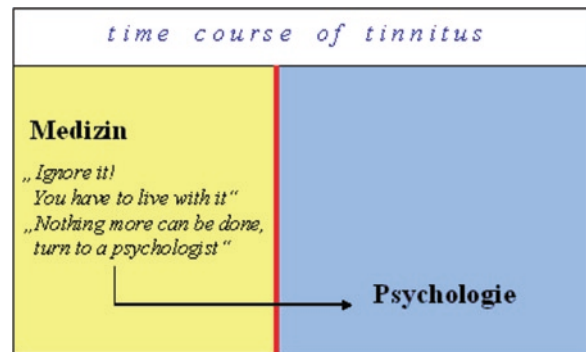 time course of tinnitus
Medizin
„Ignore it!
You have to live with it“
„Nothing more can be done,
turn to a psychologist“
Psychologie